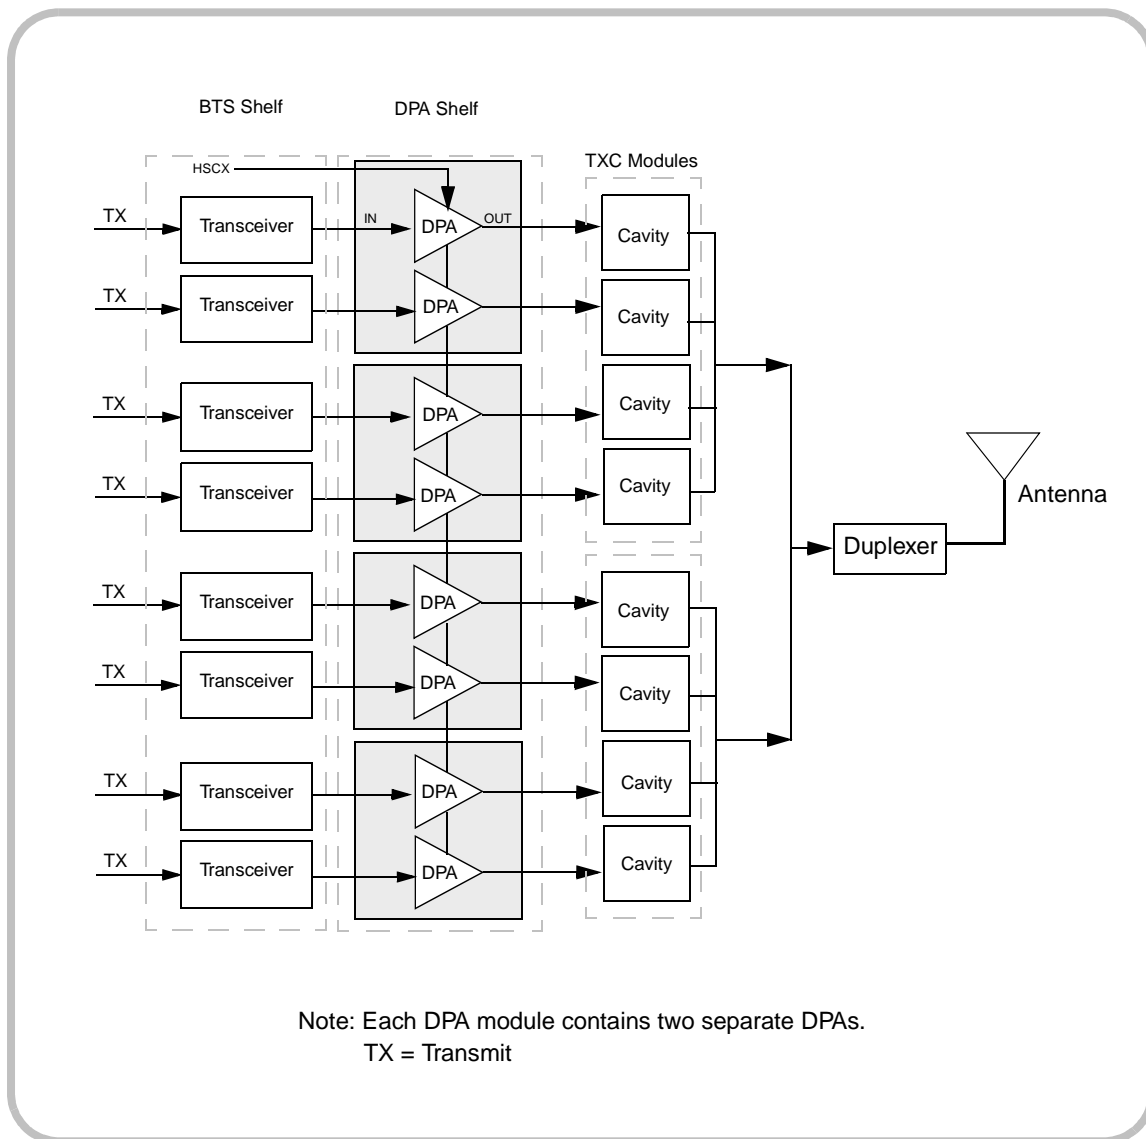 BTS Shelf
DPA Shelf
TXC Modules
HSCX
TX
Transceiver
IN
DPA
OUT
Cavity
TX
Transceiver
DPA
Cavity
TX
Transceiver
DPA
Cavity
TX
Transceiver
DPA
Cavity
Antenna
Duplexer
TX
Transceiver
DPA
Cavity
TX
Transceiver
DPA
Cavity
TX
Transceiver
DPA
Cavity
TX
Transceiver
DPA
Cavity
Note: Each DPA module contains two separate DPAs.
TX = Transmit